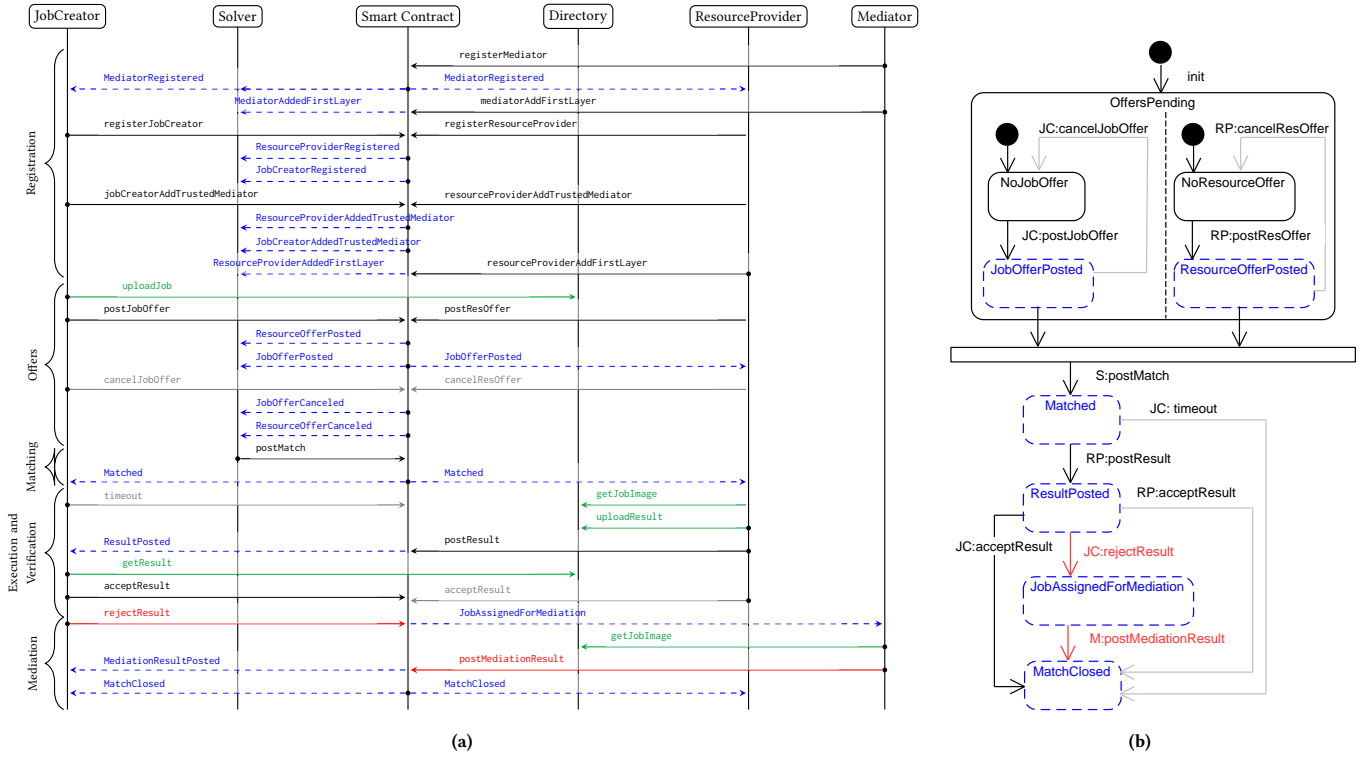 JobCreator
Solver
Smart Contract
Directory
ResourceProvider
Mediator
Registration
registerMediator
MediatorRegistered
MediatorRegistered
MediatorAddedFirstLayer
mediatorAddFirstLayer
registerJobCreator
registerResourceProvider
ResourceProviderRegistered
JobCreatorRegistered
jobCreatorAddTrustedMediator
resourceProviderAddTrustedMediator
ResourceProviderAddedTrustedMediator
JobCreatorAddedTrustedMediator
ResourceProviderAddedFirstLayer
resourceProviderAddFirstLayer
Offers
uploadJob
postJobOffer
postResOffer
ResourceOfferPosted
JobOfferPosted
JobOfferPosted
cancelJobOffer
cancelResOffer
JobOfferCanceled
ResourceOfferCanceled
Matching
postMatch
Matched
Matched
Execution and
Verification
timeout
getJobImage
uploadResult
ResultPosted
postResult
getResult
acceptResult
acceptResult
Mediation
rejectResult
JobAssignedForMediation
getJobImage
MediationResultPosted
postMediationResult
MatchClosed
MatchClosed
(a)
init
OffersPending
JC:cancelJobOffer
RP:cancelResOffer
NoJobOffer
NoResourceOffer
JC:postJobOffer
RP:postResOffer
JobOfferPosted
ResourceOfferPosted
S:postMatch
Matched
JC: timeout
RP:postResult
ResultPosted
RP:acceptResult
JC:acceptResult
JC:rejectResult
JobAssignedForMediation
M:postMediationResult
MatchClosed
(b)